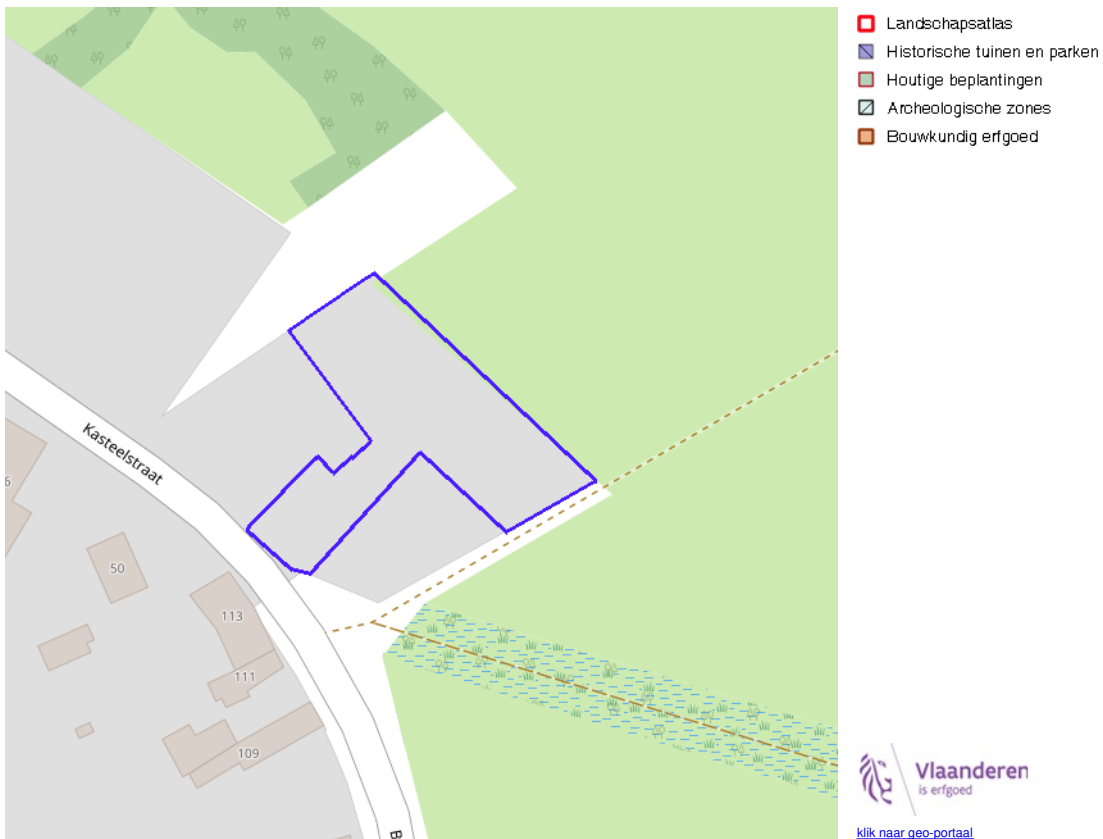 Landschapsatlas
Historische tuinen en parken
Houtige beplantingen
Archeologische zones
Bouwkundig erfgoed
Kasteelstraat
6
50
113
111
109
B
Vlaanderen
is erfgoed
klik naar geo-portaal